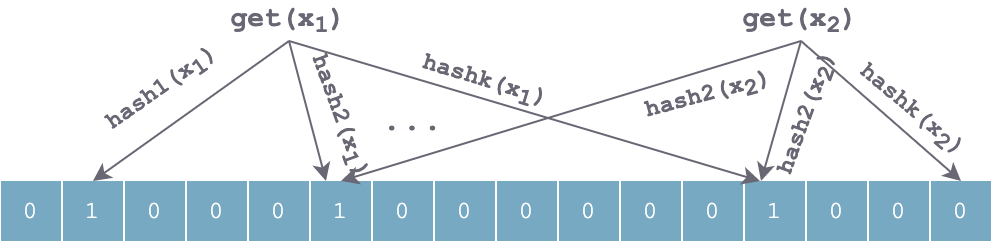 get(x1) get(x2)
hash1(x1) hash2(x1) hashk(x1) hash2(x2) hash2(x2) hashk(x2)
...
0 1 0 0 0 1 0 0 0 0 0 0 1 0 0 0